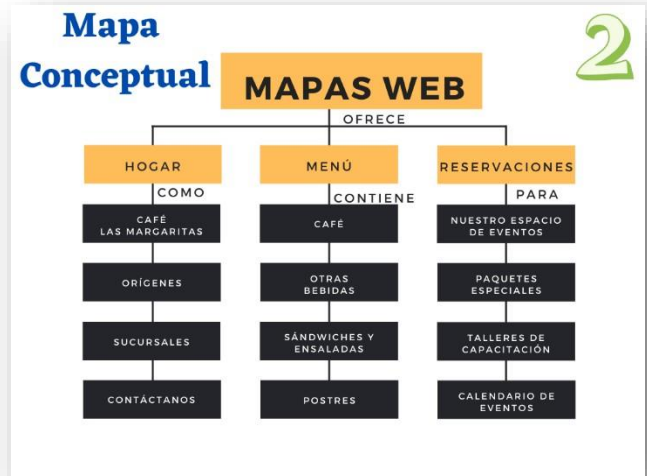 Mapa
Conceptual
2
MAPAS WEB
OFRECE
HOGAR
COMO
CAFÉ
LAS MARGARITAS
ORÍGENES
SUCURSALES
CONTÁCTANOS
MENÚ
CONTIENE
CAFÉ
OTRAS
BEBIDAS
SÁNDWICHES Y
ENSALADAS
POSTRES
RESERVACIONES
PARA
NUESTRO ESPACIO
DE EVENTOS
PAQUETES
ESPECIALES
TALLERES DE
CAPACITACIÓN
CALENDARIO DE
EVENTOS